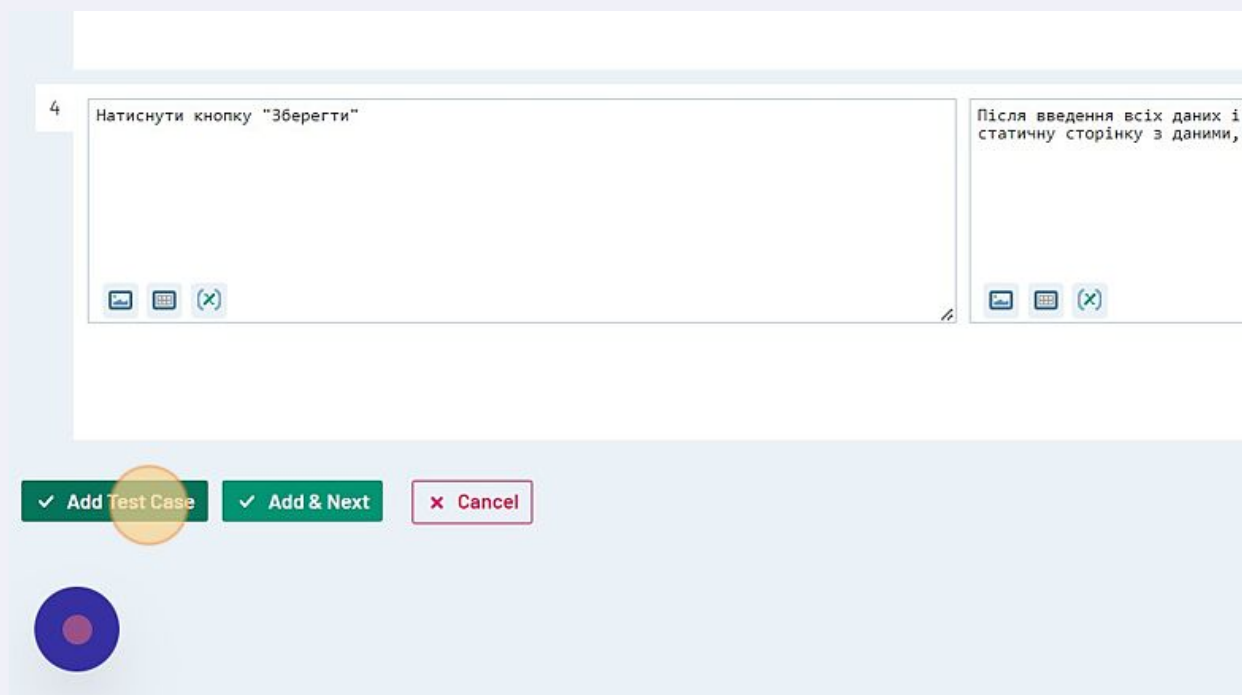 4
Натиснути кнопку "Зберегти"
Після введення всіх даних і
статичну сторінку з даними,
Add Test Case
Add & Next
Cancel